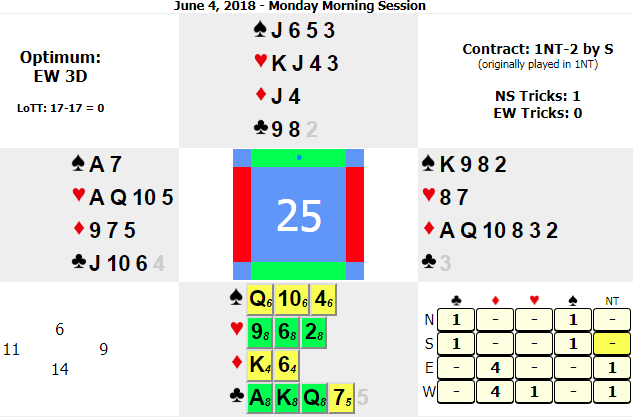 June 4, 2018 - Monday Morning Session
Optimum:
EW 3D
LoTT: 17-17 = 0
♠ J 6 5 3
♥ K J 4 3
♦ J 4
♣ 9 8 2
Contract: 1NT-2 by S
(originally played in 1NT)
NS Tricks: 1
EW Tricks: 0
♠ A 7
♥ A Q 10 5
♦ 9 7 5
♣ J 10 6 4
25
♠ K 9 8 2
♥ 8 7
♦ A Q 10 8 3 2
♣ 3
6
11 9
14
♠ Q6 106 46
♥ 98 68 28
♦ K4 64
♣ A8 K8 Q8 75 5
♣ ♦ ♥ ♠ NT
N 1 - - 1 -
S 1 - - 1 -
E - 4 - - 1
W - 4 1 - 1